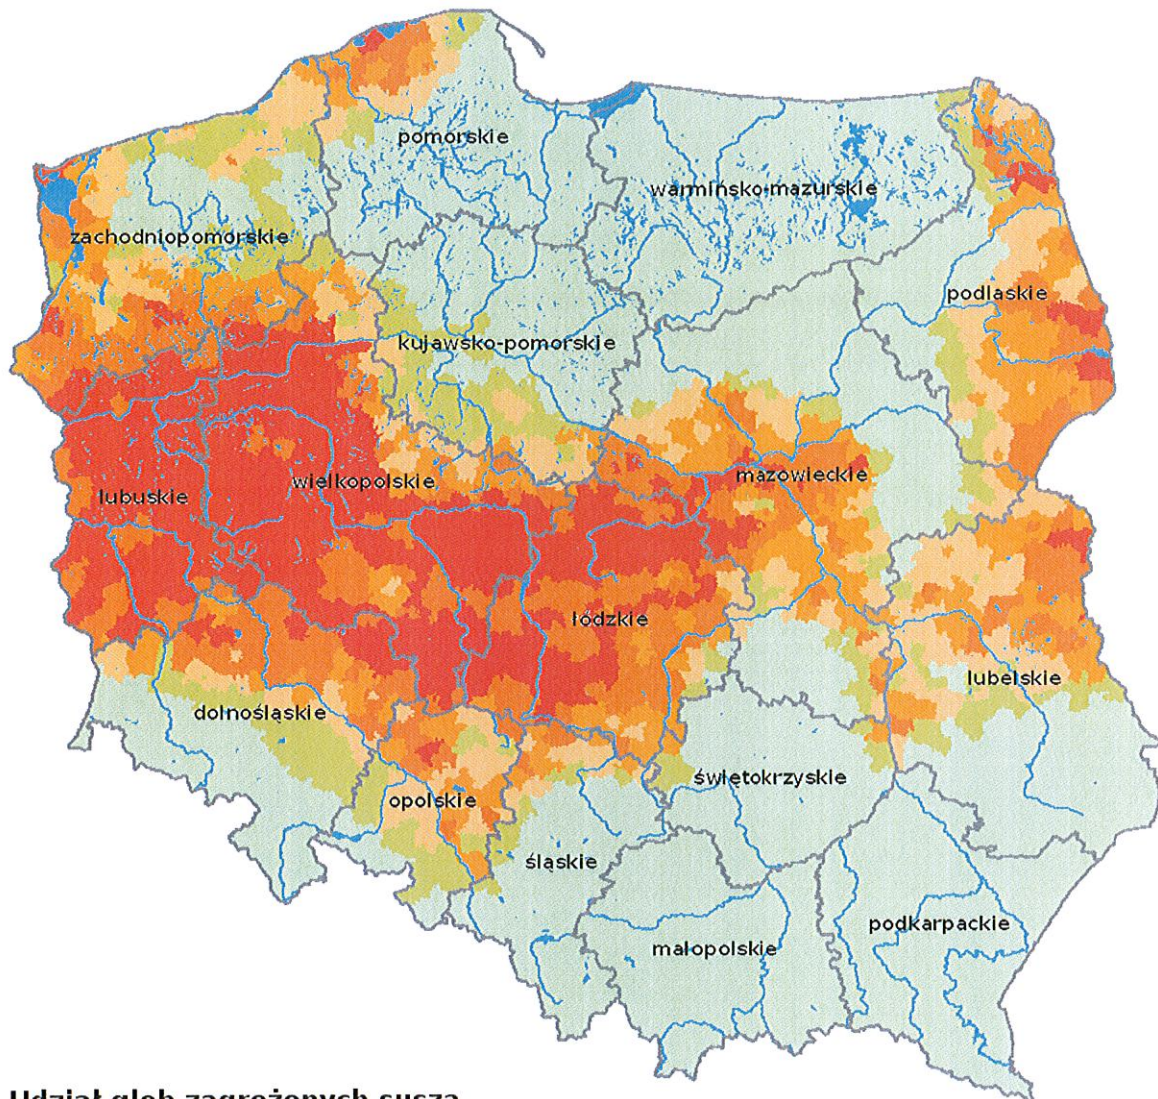 pomorskie
warmińsko-mazurskie
zachodniopomorskie
podlaskie
kujawsko-pomorskie
mazowieckie
wielkopolskie
lubuskie
łódzkie
lubelskie
dolnośląskie
świętokrzyskie
opolskie
śląskie
podkarpackie
małopolskie
Udział gleb zagrożonych suszą